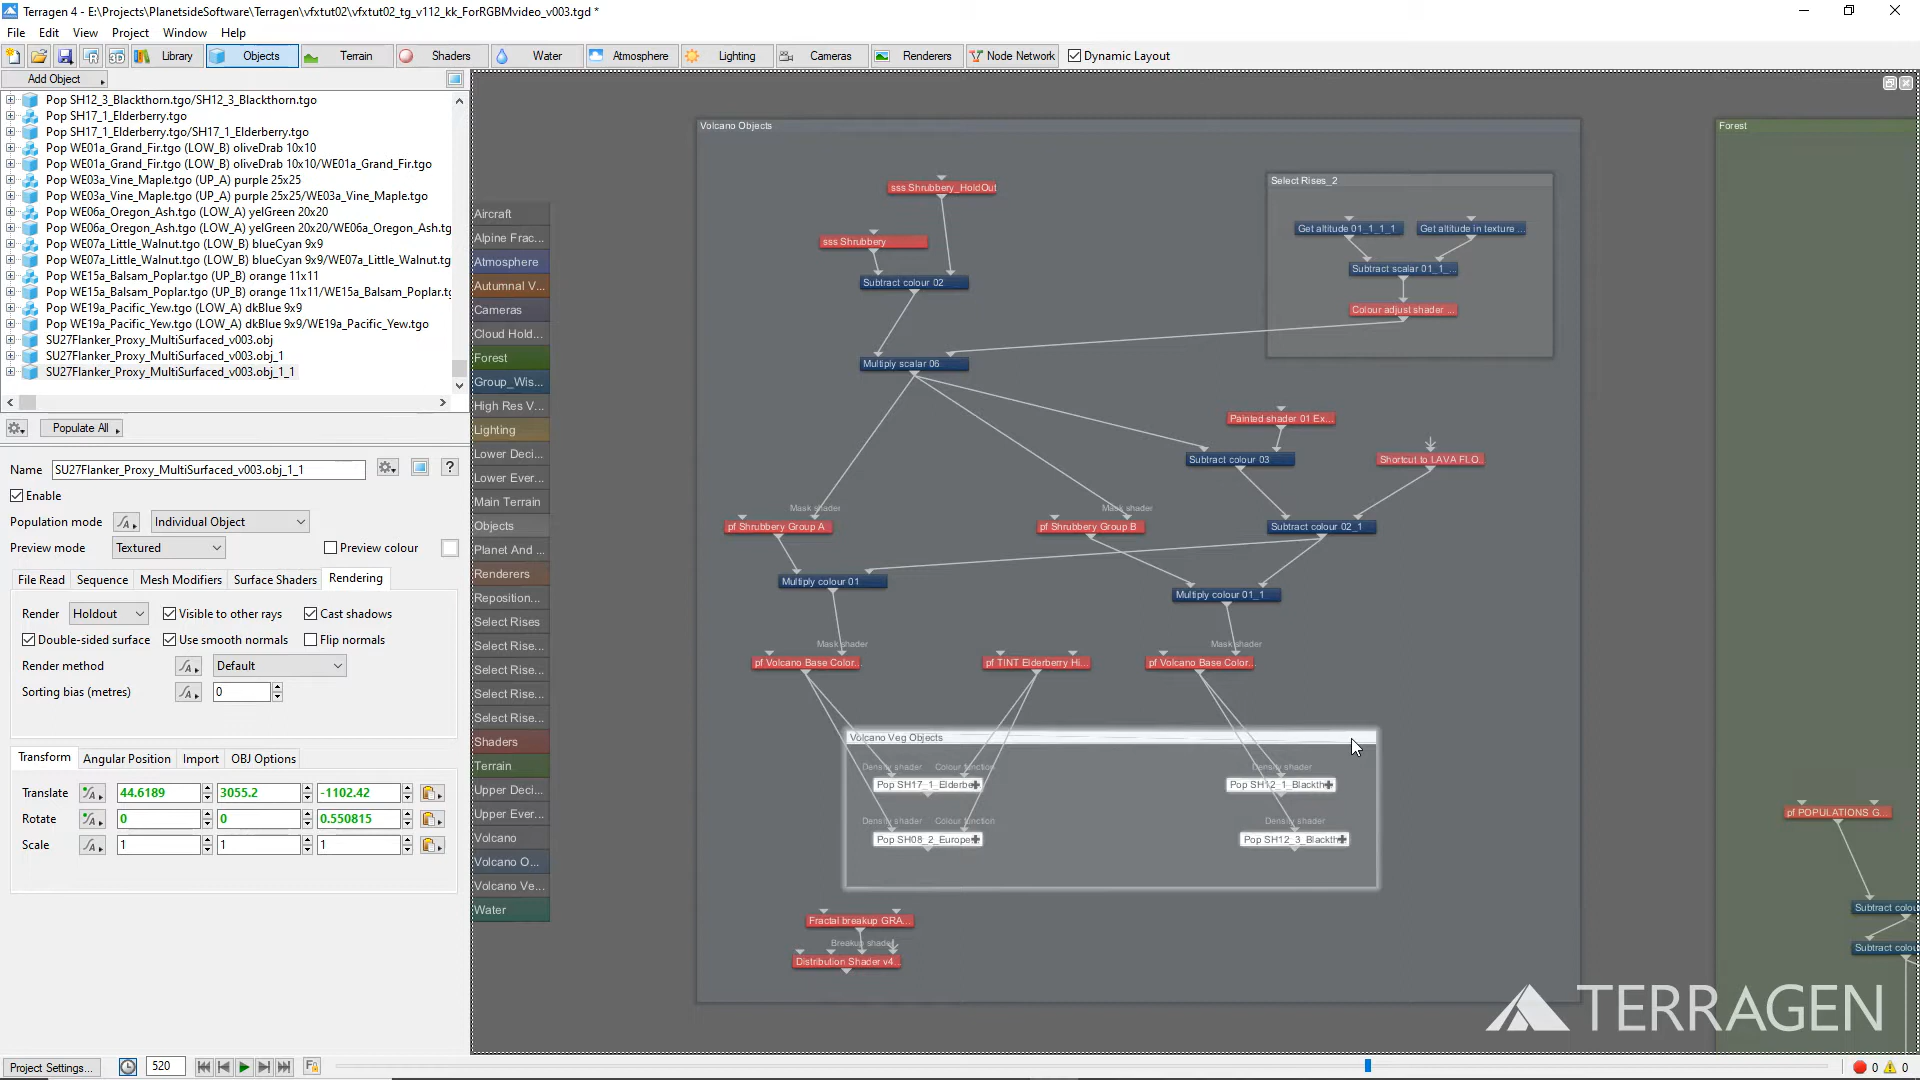 Terragen 4 - E:\Projects\PlanetsideSoftware\Terragen\vfxtut02\vfxtut02_tg_v112_kk_ForRGBMvideo_v003.tgd *
File Edit View Project Window Help
Library Objects Terrain Shaders Water Atmosphere Lighting Cameras Renderers Node Network Dynamic Layout
Add Object
Pop SH12_3_Blackthorn.tgo/SH12_3_Blackthorn.tgo
Pop SH17_1_Elderberry.tgo
Pop SH17_1_Elderberry.tgo/SH17_1_Elderberry.tgo
Pop WE01a_Grand_Fir.tgo (LOW_B) oliveDrab 10x10
Pop WE01a_Grand_Fir.tgo (LOW_B) oliveDrab 10x10/WE01a_Grand_Fir.tgo
Pop WE03a_Vine_Maple.tgo (UP_A) purple 25x25
Pop WE03a_Vine_Maple.tgo (UP_A) purple 25x25/WE03a_Vine_Maple.tgo
Pop WE06a_Oregon_Ash.tgo (LOW_A) yelGreen 20x20
Pop WE06a_Oregon_Ash.tgo (LOW_A) yelGreen 20x20/WE06a_Oregon_Ash.tg
Pop WE07a_Little_Walnut.tgo (LOW_B) blueCyan 9x9
Pop WE07a_Little_Walnut.tgo (LOW_B) blueCyan 9x9/WE07a_Little_Walnut.tg
Pop WE15a_Balsam_Poplar.tgo (UP_B) orange 11x11
Pop WE15a_Balsam_Poplar.tgo (UP_B) orange 11x11/WE15a_Balsam_Poplar.tg
Pop WE19a_Pacific_Yew.tgo (LOW_A) dkBlue 9x9
Pop WE19a_Pacific_Yew.tgo (LOW_A) dkBlue 9x9/WE19a_Pacific_Yew.tgo
SU27Flanker_Proxy_MultiSurfaced_v003.obj
SU27Flanker_Proxy_MultiSurfaced_v003.obj_1
SU27Flanker_Proxy_MultiSurfaced_v003.obj_1_1
Populate All
Name SU27Flanker_Proxy_MultiSurfaced_v003.obj_1_1 ?
Enable
Population mode Individual Object
Preview mode Textured Preview colour
File Read Sequence Mesh Modifiers Surface Shaders Rendering
Render Holdout Visible to other rays Cast shadows
Double-sided surface Use smooth normals Flip normals
Render method Default
Sorting bias (metres) 0
Transform Angular Position Import OBJ Options
Translate 44.6189 3055.2 -1102.42
Rotate 0 0 0.550815
Scale 1 1 1
Project Settings... 520
Aircraft
Alpine Frac...
Atmosphere
Autumnal V...
Cameras
Cloud Hold...
Forest
Group_Wis...
High Res V...
Lighting
Lower Deci...
Lower Ever...
Main Terrain
Objects
Planet And ...
Renderers
Reposition...
Select Rises
Select Rise...
Select Rise...
Select Rise...
Select Rise...
Shaders
Terrain
Upper Deci...
Upper Ever...
Volcano
Volcano O...
Volcano Ve...
Water
Volcano Objects
sss Shrubbery_HoldOut
sss Shrubbery
Subtract colour 02
Multiply scalar 06
Select Rises_2
Get altitude 01_1_1_1 Get altitude in texture ...
Subtract scalar 01_1_...
Colour adjust shader ...
Painted shader 01 Ex...
Subtract colour 03
Shortcut to LAVA FLO...
Mask shader Mask shader
pf Shrubbery Group A pf Shrubbery Group B Subtract colour 02_1
Multiply colour 01 Multiply colour 01_1
Mask shader Mask shader
pf Volcano Base Color... pf TINT Elderberry Hi... pf Volcano Base Color...
Volcano Veg Objects
Density shader Colour function Density shader
Pop SH17_1_Elderbe Pop SH12_1_Blackth
Density shader Colour function Density shader
Pop SH08_2_Europe Pop SH12_3_Blackth
Fractal breakup GRA...
Breakup shader
Distribution Shader v4...
Forest
pf POPULATIONS G...
Subtract colou
Subtract colou
TERRAGEN
0 0